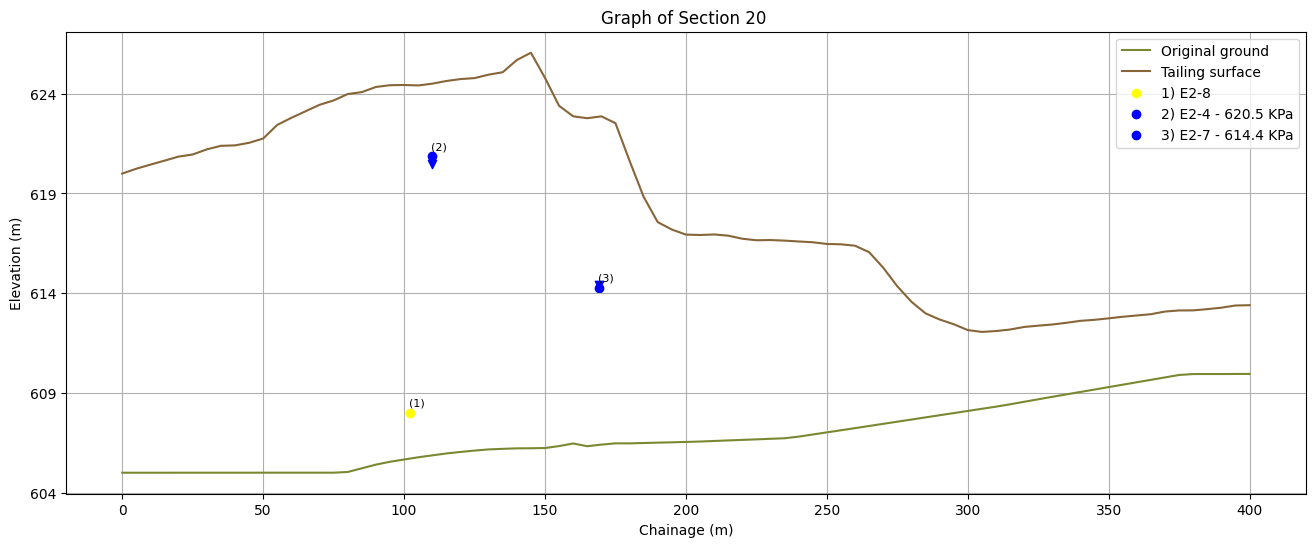 Graph of Section 20
Original ground
Tailing surface
1) E2-8
2) E2-4 - 620.5 KPa
3) E2-7 - 614.4 KPa
Elevation (m)
624
619
614
609
604
(2)
(3)
(1)
0 50 100 150 200 250 300 350 400
Chainage (m)